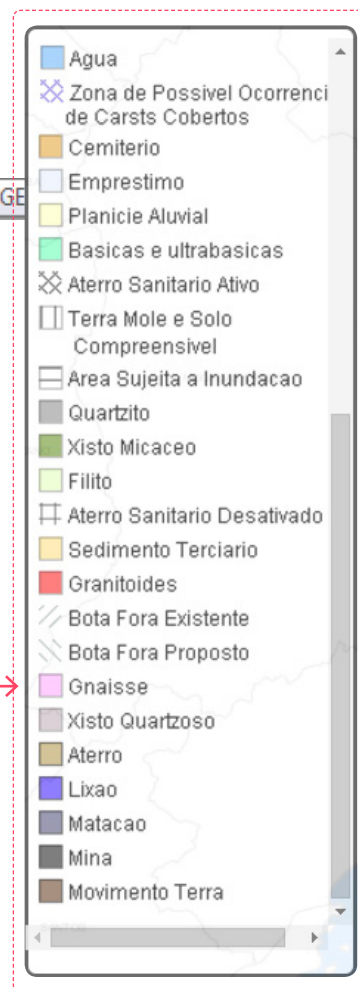 Agua
Zona de Possivel Ocorrenci
de Carsts Cobertos
Cemiterio
Emprestimo
GE
Planicie Aluvial
Basicas e ultrabasicas
Aterro Sanitario Ativo
Terra Mole e Solo
Compreensivel
Area Sujeita a Inundacao
Quartzito
Xisto Micaceo
Filito
Aterro Sanitario Desativado
Sedimento Terciario
Granitoides
Bota Fora Existente
Bota Fora Proposto
Gnaisse
Xisto Quartzoso
Aterro
Lixao
Matacao
Mina
Movimento Terra